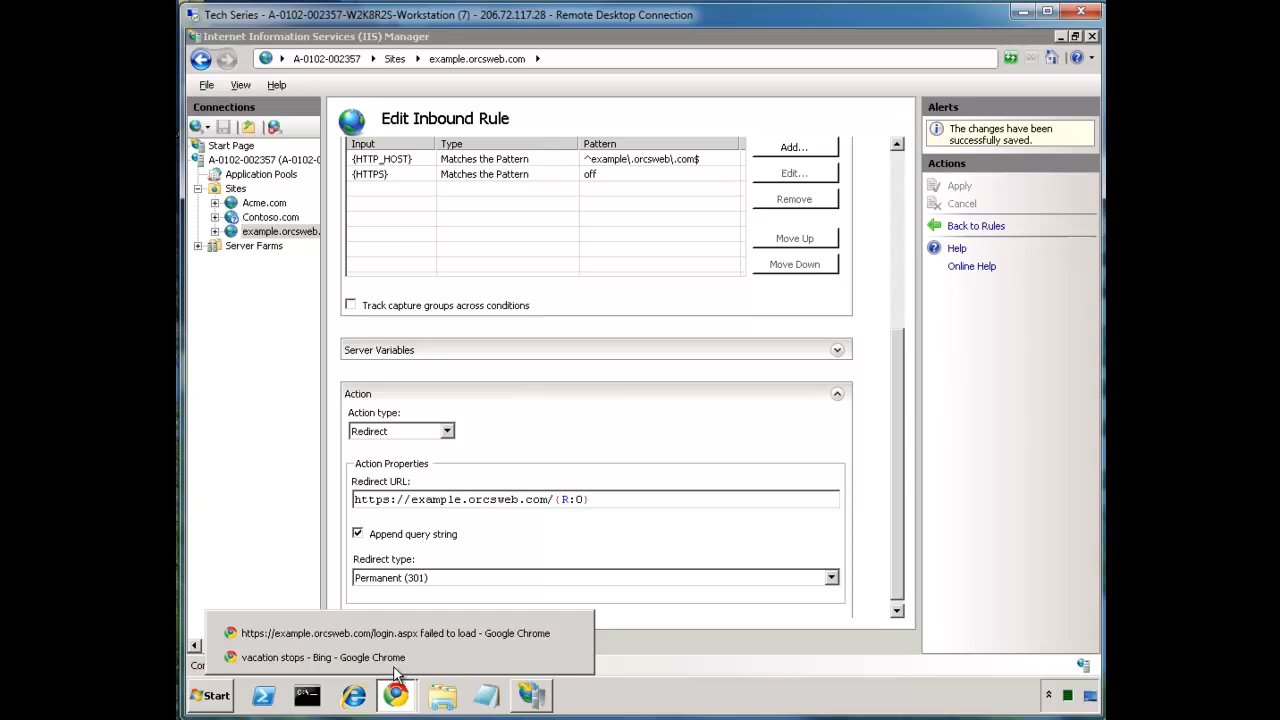 Tech Series - A-0102-002357-W2K8R2S-Workstation (7) - 206.72.117.28 - Remote Desktop Connection
Internet Information Services (IIS) Manager
A-0102-002357 Sites example.orcsweb.com
File View Help
Connections
Start Page
A-0102-002357 (A-0102-0
Application Pools
Sites
Acme.com
Contoso.com
example.orcsweb.
Server Farms
Edit Inbound Rule
Input Type Pattern
{HTTP_HOST} Matches the Pattern ^example\.orcsweb\.com$
{HTTPS} Matches the Pattern off
Add...
Edit...
Remove
Move Up
Move Down
Track capture groups across conditions
Server Variables
Action
Action type:
Redirect
Action Properties
Redirect URL:
https://example.orcsweb.com/{R:0}
Append query string
Redirect type:
Permanent (301)
Alerts
The changes have been
successfully saved.
Actions
Apply
Cancel
Back to Rules
Help
Online Help
https://example.orcsweb.com/login.aspx failed to load - Google Chrome
vacation stops - Bing - Google Chrome
Cor
Start